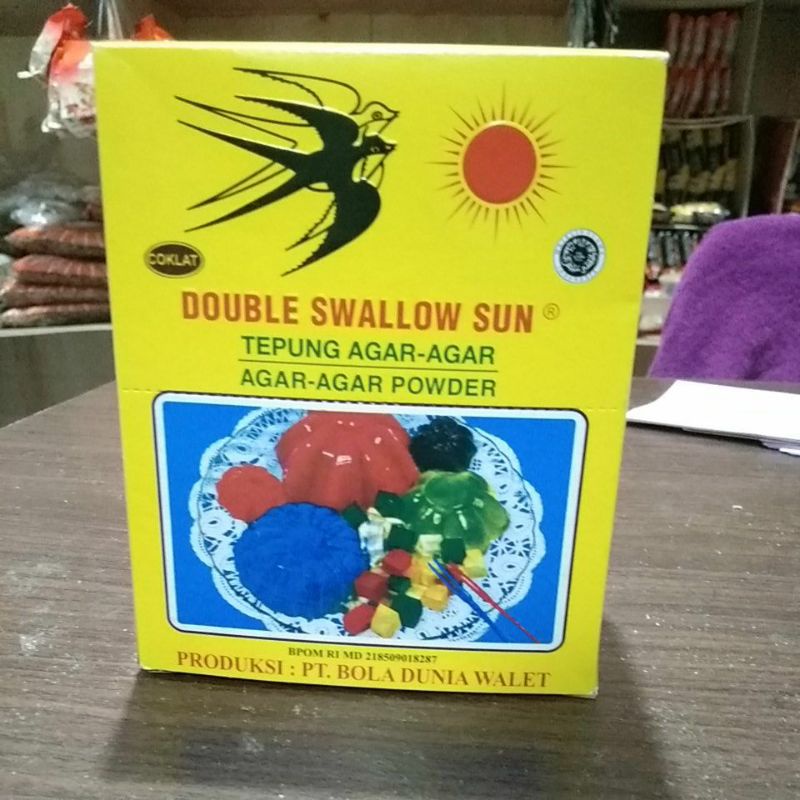 COKLAT
DOUBLE SWALLOW SUN ®
TEPUNG AGAR-AGAR
AGAR-AGAR POWDER
BPOM RI MD 218509018287
PRODUKSI : PT. BOLA DUNIA WALET